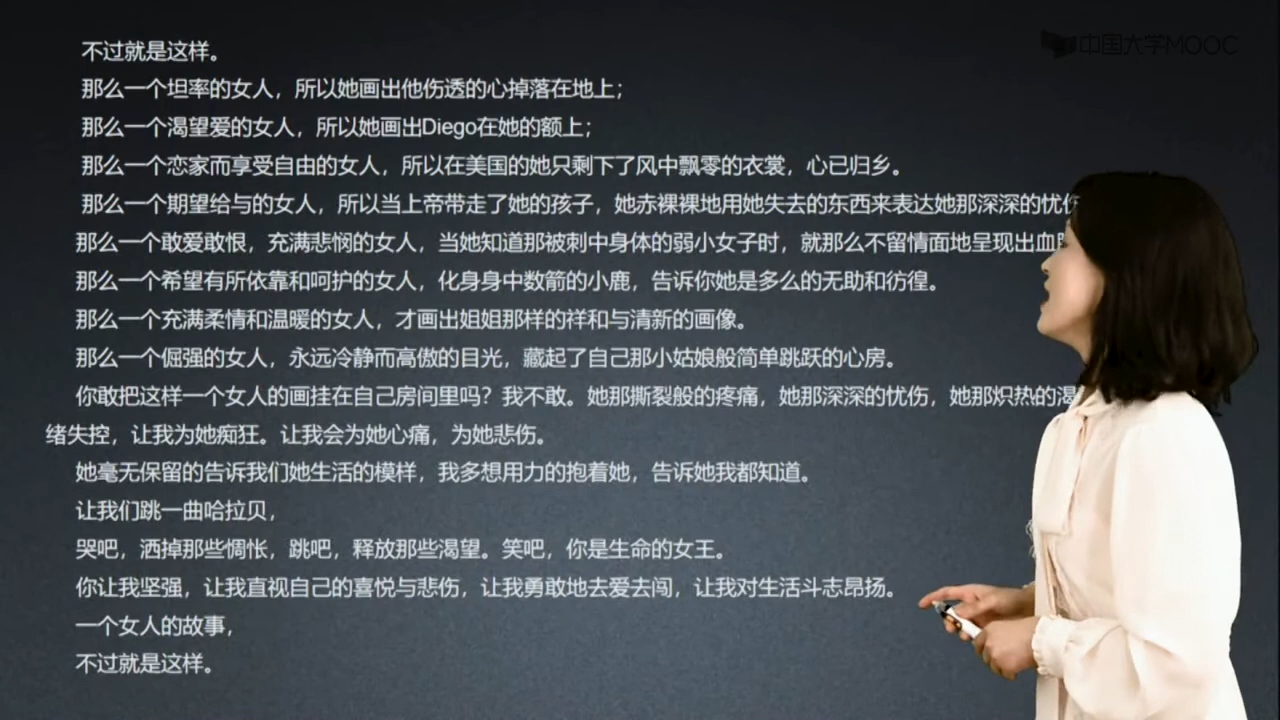 中国大学MOOC
不过就是这样。
那么一个坦率的女人，所以她画出他伤透的心掉落在地上；
那么一个渴望爱的女人，所以她画出Diego在她的额上；
那么一个恋家而享受自由的女人，所以在美国的她只剩下了风中飘零的衣裳，心已归乡。
那么一个期望给与的女人，所以当上帝带走了她的孩子，她赤裸裸地用她失去的东西来表达她那深深的忧
那么一个敢爱敢恨，充满悲悯的女人，当她知道那被刺中身体的弱小女子时，就那么不留情面地呈现出血
那么一个希望有所依靠和呵护的女人，化身身中数箭的小鹿，告诉你她是多么的无助和彷徨。
那么一个充满柔情和温暖的女人，才画出姐姐那样的祥和与清新的画像。
那么一个倔强的女人，永远冷静而高傲的目光，藏起了自己那小姑娘般简单跳跃的心房。
你敢把这样一个女人的画挂在自己房间里吗？我不敢。她那撕裂般的疼痛，她那深深的忧伤，她那炽热的渴
绪失控，让我为她痴狂。让我会为她心痛，为她悲伤。
她毫无保留的告诉我们她生活的模样，我多想用力的抱着她，告诉她我都知道。
让我们跳一曲哈拉贝，
哭吧，洒掉那些惆怅，跳吧，释放那些渴望。笑吧，你是生命的女王。
你让我坚强，让我直视自己的喜悦与悲伤，让我勇敢地去爱去闯，让我对生活斗志昂扬。
一个女人的故事，
不过就是这样。